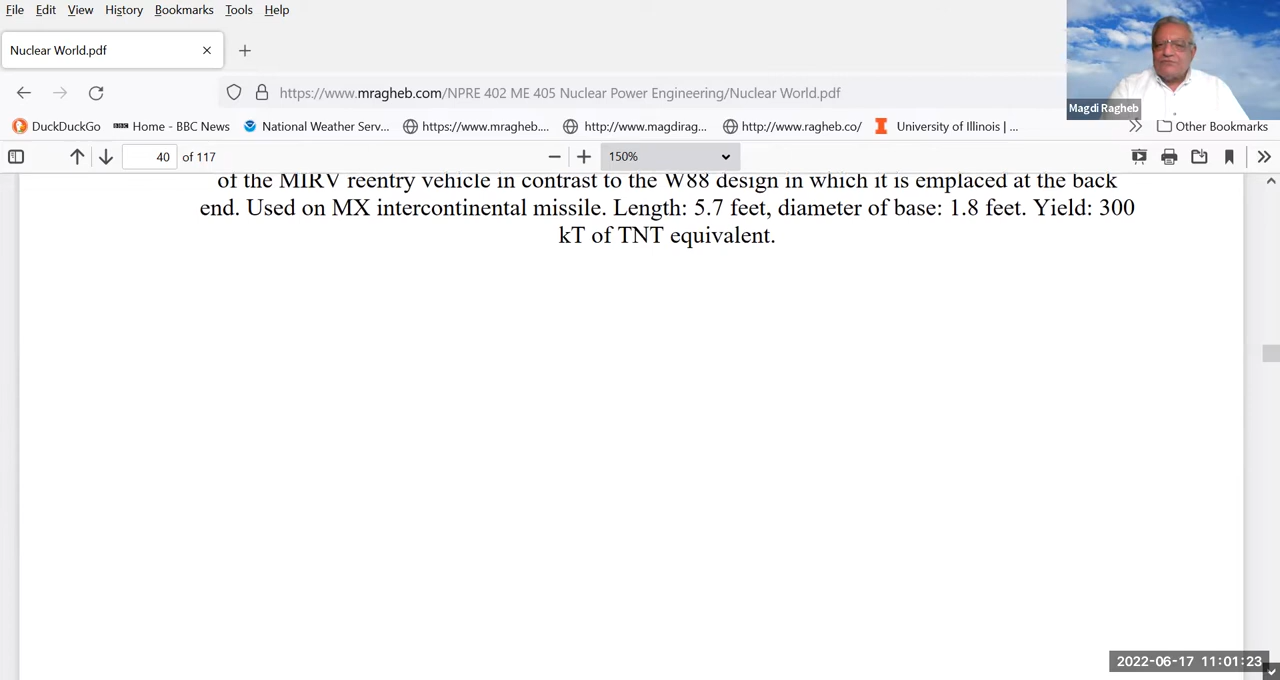 File Edit View History Bookmarks Tools Help
Nuclear World.pdf
https://www.mragheb.com/NPRE 402 ME 405 Nuclear Power Engineering/Nuclear World.pdf
Magdi Ragheb
DuckDuckGo Home - BBC News National Weather Serv... https://www.mragheb.... http://www.magdirag... http://www.ragheb.co/ University of Illinois | ... Other Bookmarks
40 of 117 150%
of the MIRV reentry vehicle in contrast to the W88 design in which it is emplaced at the back
end. Used on MX intercontinental missile. Length: 5.7 feet, diameter of base: 1.8 feet. Yield: 300
kT of TNT equivalent.
2022-06-17 11:01:23